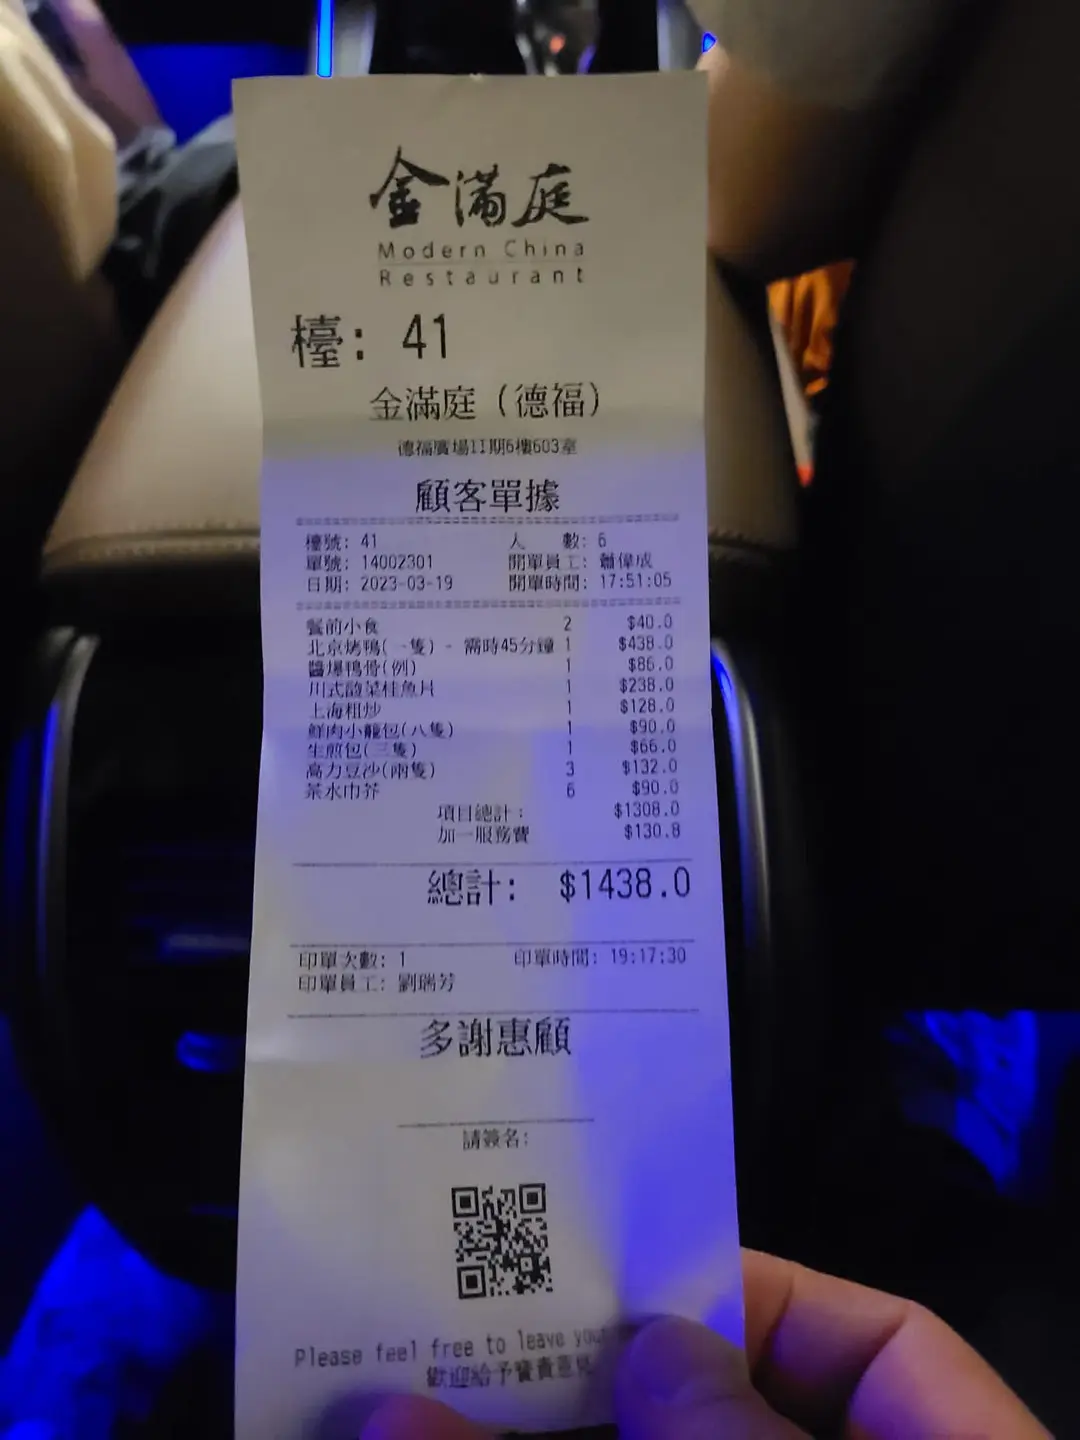 金滿庭
Modern China
Restaurant
檯: 41
金滿庭（德福）
德福廣場II期6樓603室
顧客單據
檯號: 41 人 數: 6
單號: 14002301 開單員工: 蕭偉成
日期: 2023-03-19 開單時間: 17:51:05
餐前小食 2 $40.0
北京烤鴨(一隻) - 需時45分鐘 1 $438.0
醬爆鴨骨(例) 1 $86.0
川式酸菜桂魚片 1 $238.0
上海粗炒 1 $128.0
鮮肉小籠包(八隻) 1 $90.0
生煎包(三隻) 1 $66.0
高力豆沙(兩隻) 3 $132.0
茶水巾芥 6 $90.0
項目總計: $1308.0
加一服務費 $130.8
總計: $1438.0
印單次數: 1 印單時間: 19:17:30
印單員工: 劉瑞芳
多謝惠顧
請簽名:
Please feel free to leave
歡迎給予寶貴意見